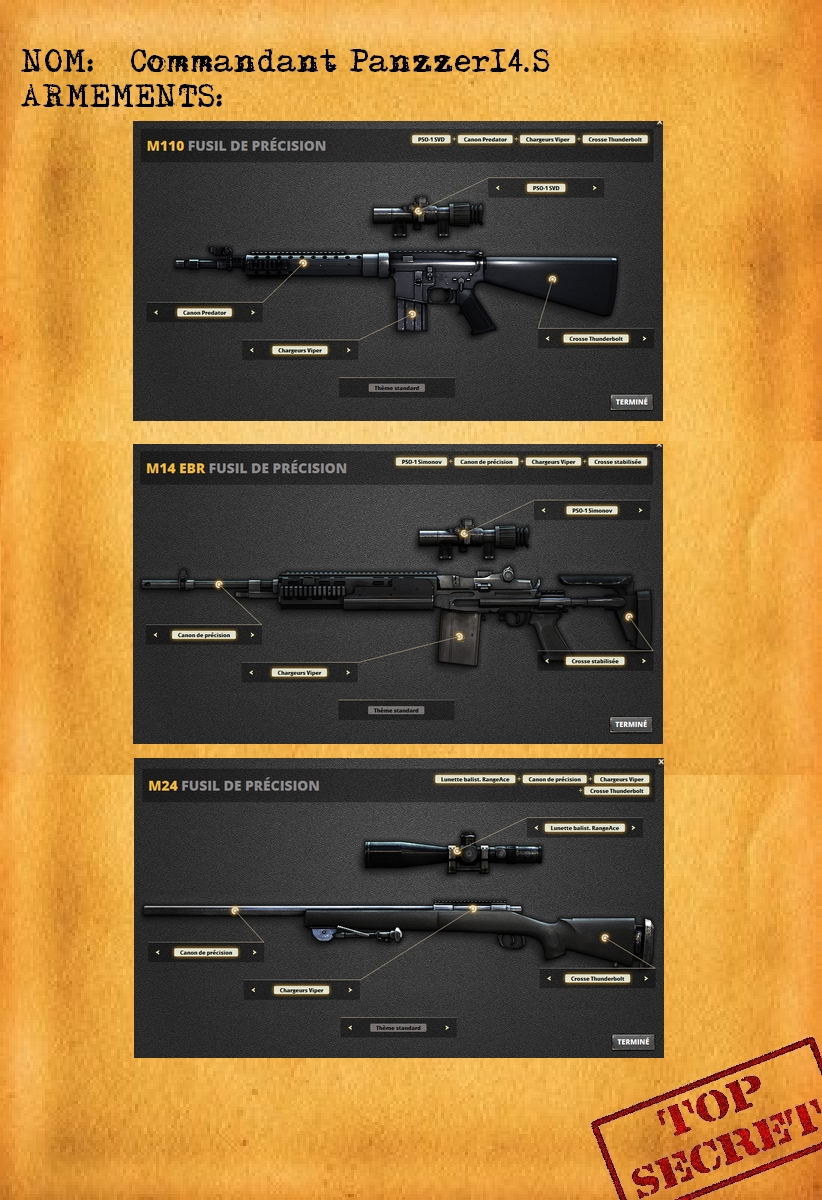 NOM: Commandant PanzzerI4.S
ARMEMENTS:
M110 FUSIL DE PRÉCISION
PSO-1 SVD + Canon Predator + Chargeurs Viper + Crosse Thunderbolt
PSO-1 SVD
Canon Predator
Crosse Thunderbolt
Chargeurs Viper
Thème standard
TERMINÉ
M14 EBR FUSIL DE PRÉCISION
PSO-1 Simonov + Canon de précision + Chargeurs Viper + Crosse stabilisée
PSO-1 Simonov
Canon de précision
Crosse stabilisée
Chargeurs Viper
Thème standard
TERMINÉ
M24 FUSIL DE PRÉCISION
Lunette balist. RangeAce + Canon de précision + Chargeurs Viper
+ Crosse Thunderbolt
Lunette balist. RangeAce
Canon de précision
Crosse Thunderbolt
Chargeurs Viper
Thème standard
TERMINÉ
TOP
SECRET